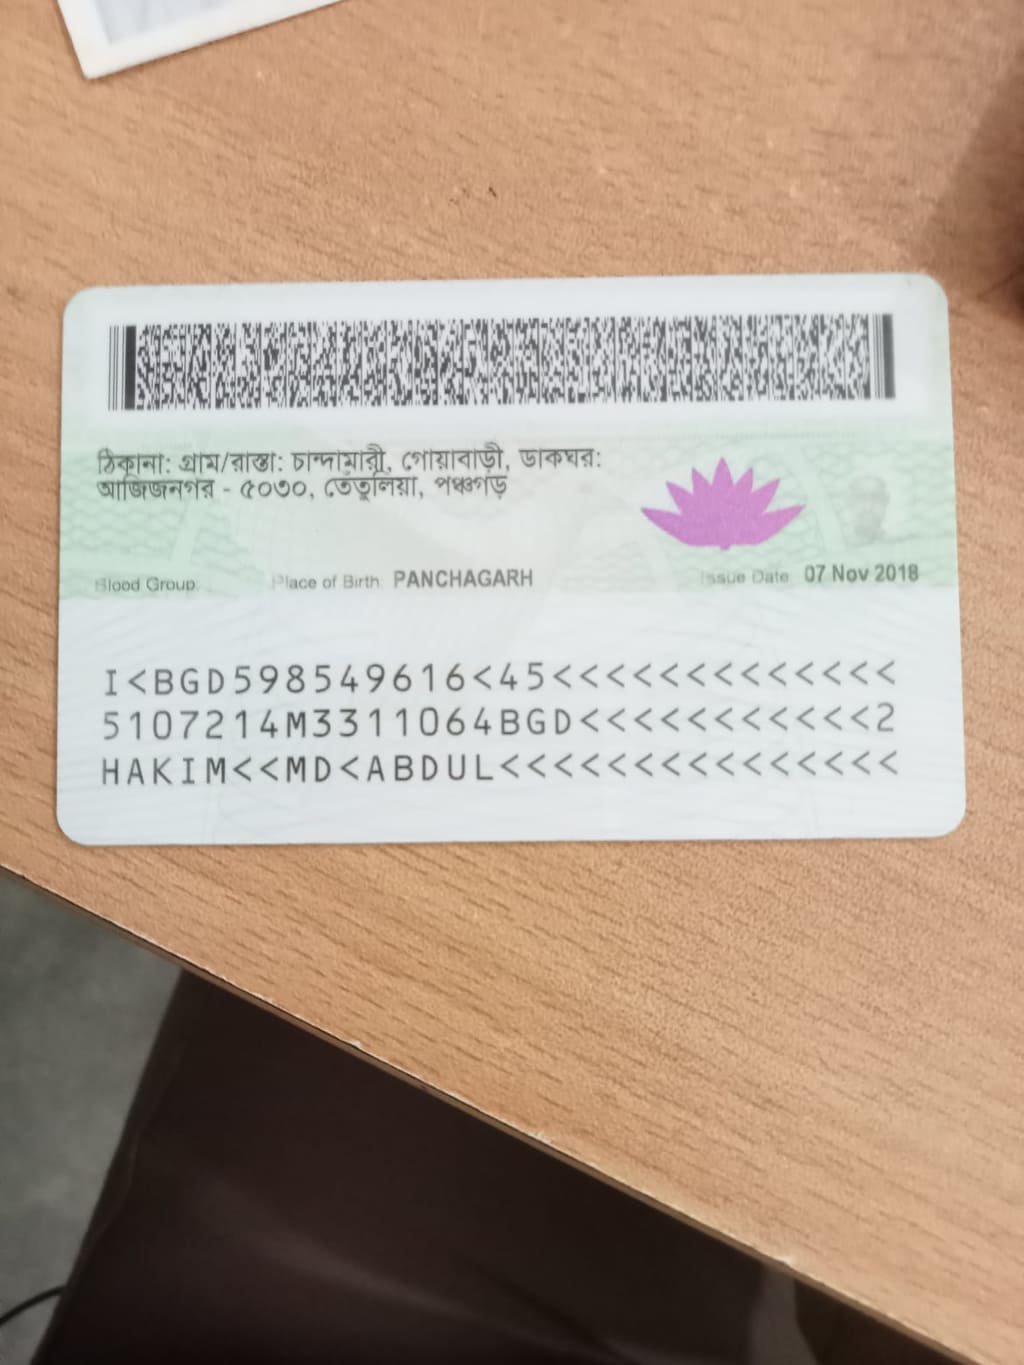 ঠিকানা: গ্রাম/রাস্তা: চান্দামারী, গোয়াবাড়ী, ডাকঘর:
আজিজনগর - ৫০৩০, তেঁতুলিয়া, পঞ্চগড়
Blood Group: Place of Birth: PANCHAGARH Issue Date: 07 Nov 2018
I<BGD598549616<45<<<<<<<<<<<<<
5107214M3311064BGD<<<<<<<<<<<2
HAKIM<<MD<ABDUL<<<<<<<<<<<<<<<